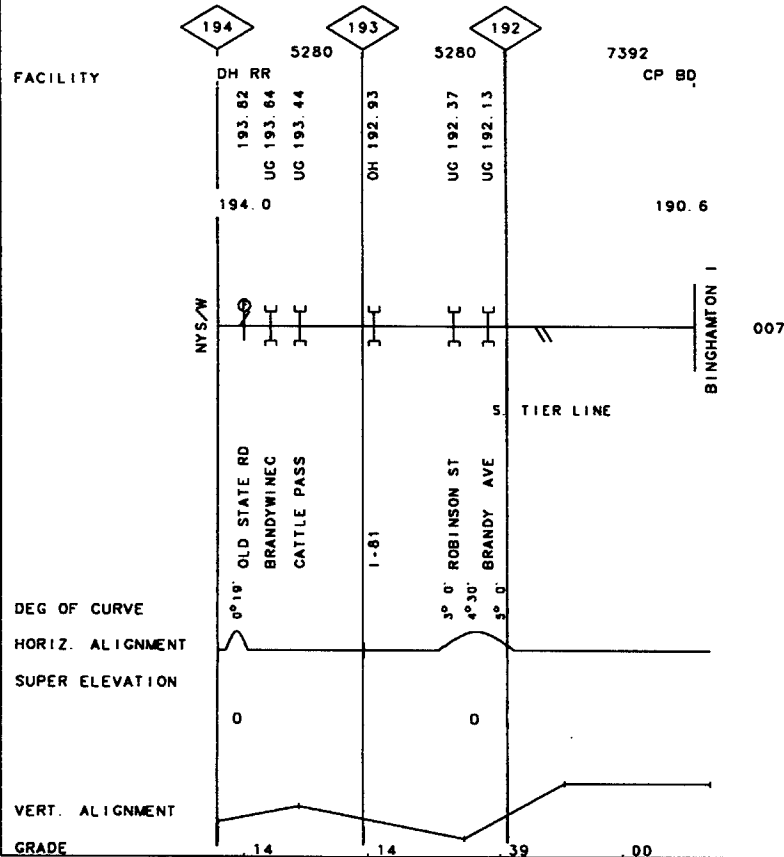 194 193 192
5280 5280 7392
FACILITY DH RR CP BD
193.82
UG 193.64
UG 193.44
OH 192.93
UG 192.37
UG 192.13
194.0 190.6
NYS/W
BINGHAMTON I
007
S. TIER LINE
OLD STATE RD
BRANDYWINEC
CATTLE PASS
I-81
ROBINSON ST
BRANDY AVE
DEG OF CURVE 0°19' 3° 0' 4°30' 5° 0'
HORIZ. ALIGNMENT
SUPER ELEVATION
0 0
VERT. ALIGNMENT
GRADE .14 .14 .39 .00